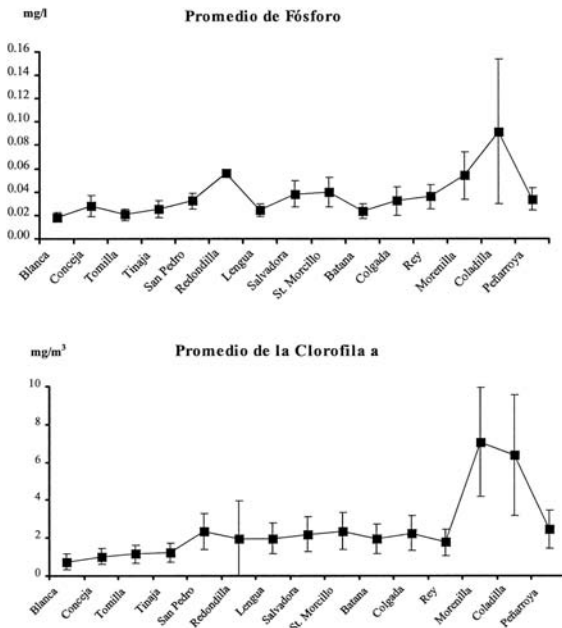 mg/l
Promedio de Fósforo
0.16
0.14
0.12
0.10
0.08
0.06
0.04
0.02
0.00
Blanca
Conceja
Tomilla
Tinaja
San Pedro
Redondilla
Lengua
Salvadora
St. Morcillo
Batana
Colgada
Rey
Morenilla
Coladilla
Peñarroya
mg/m³
Promedio de la Clorofila a
10
8
6
4
2
0
Blanca
Conceja
Tomilla
Tinaja
San Pedro
Redondilla
Lengua
Salvadora
St. Morcillo
Batana
Colgada
Rey
Morenilla
Coladilla
Peñarroya